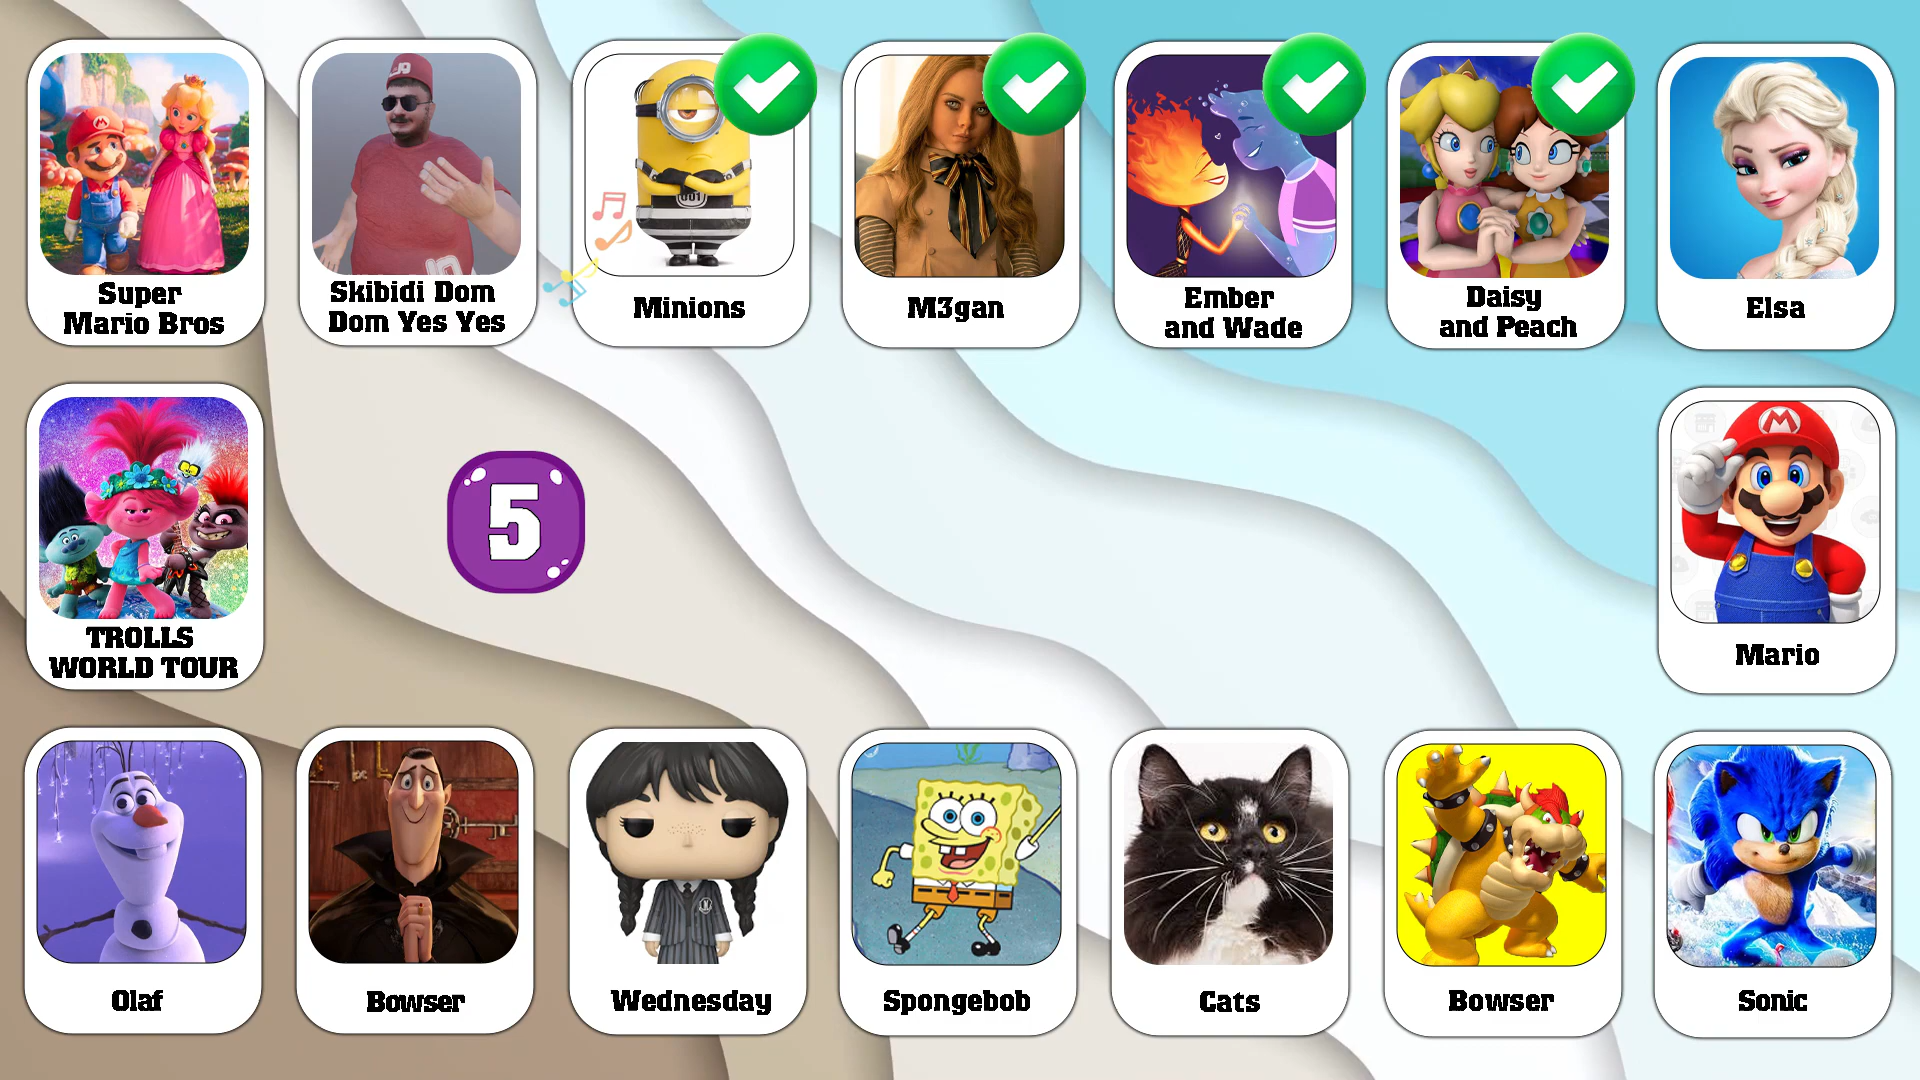 Super
Mario Bros
Skibidi Dom
Dom Yes Yes
Minions
M3gan
Ember
and Wade
Daisy
and Peach
Elsa
TROLLS
WORLD TOUR
5
Mario
Olaf
Bowser
Wednesday
Spongebob
Cats
Bowser
Sonic